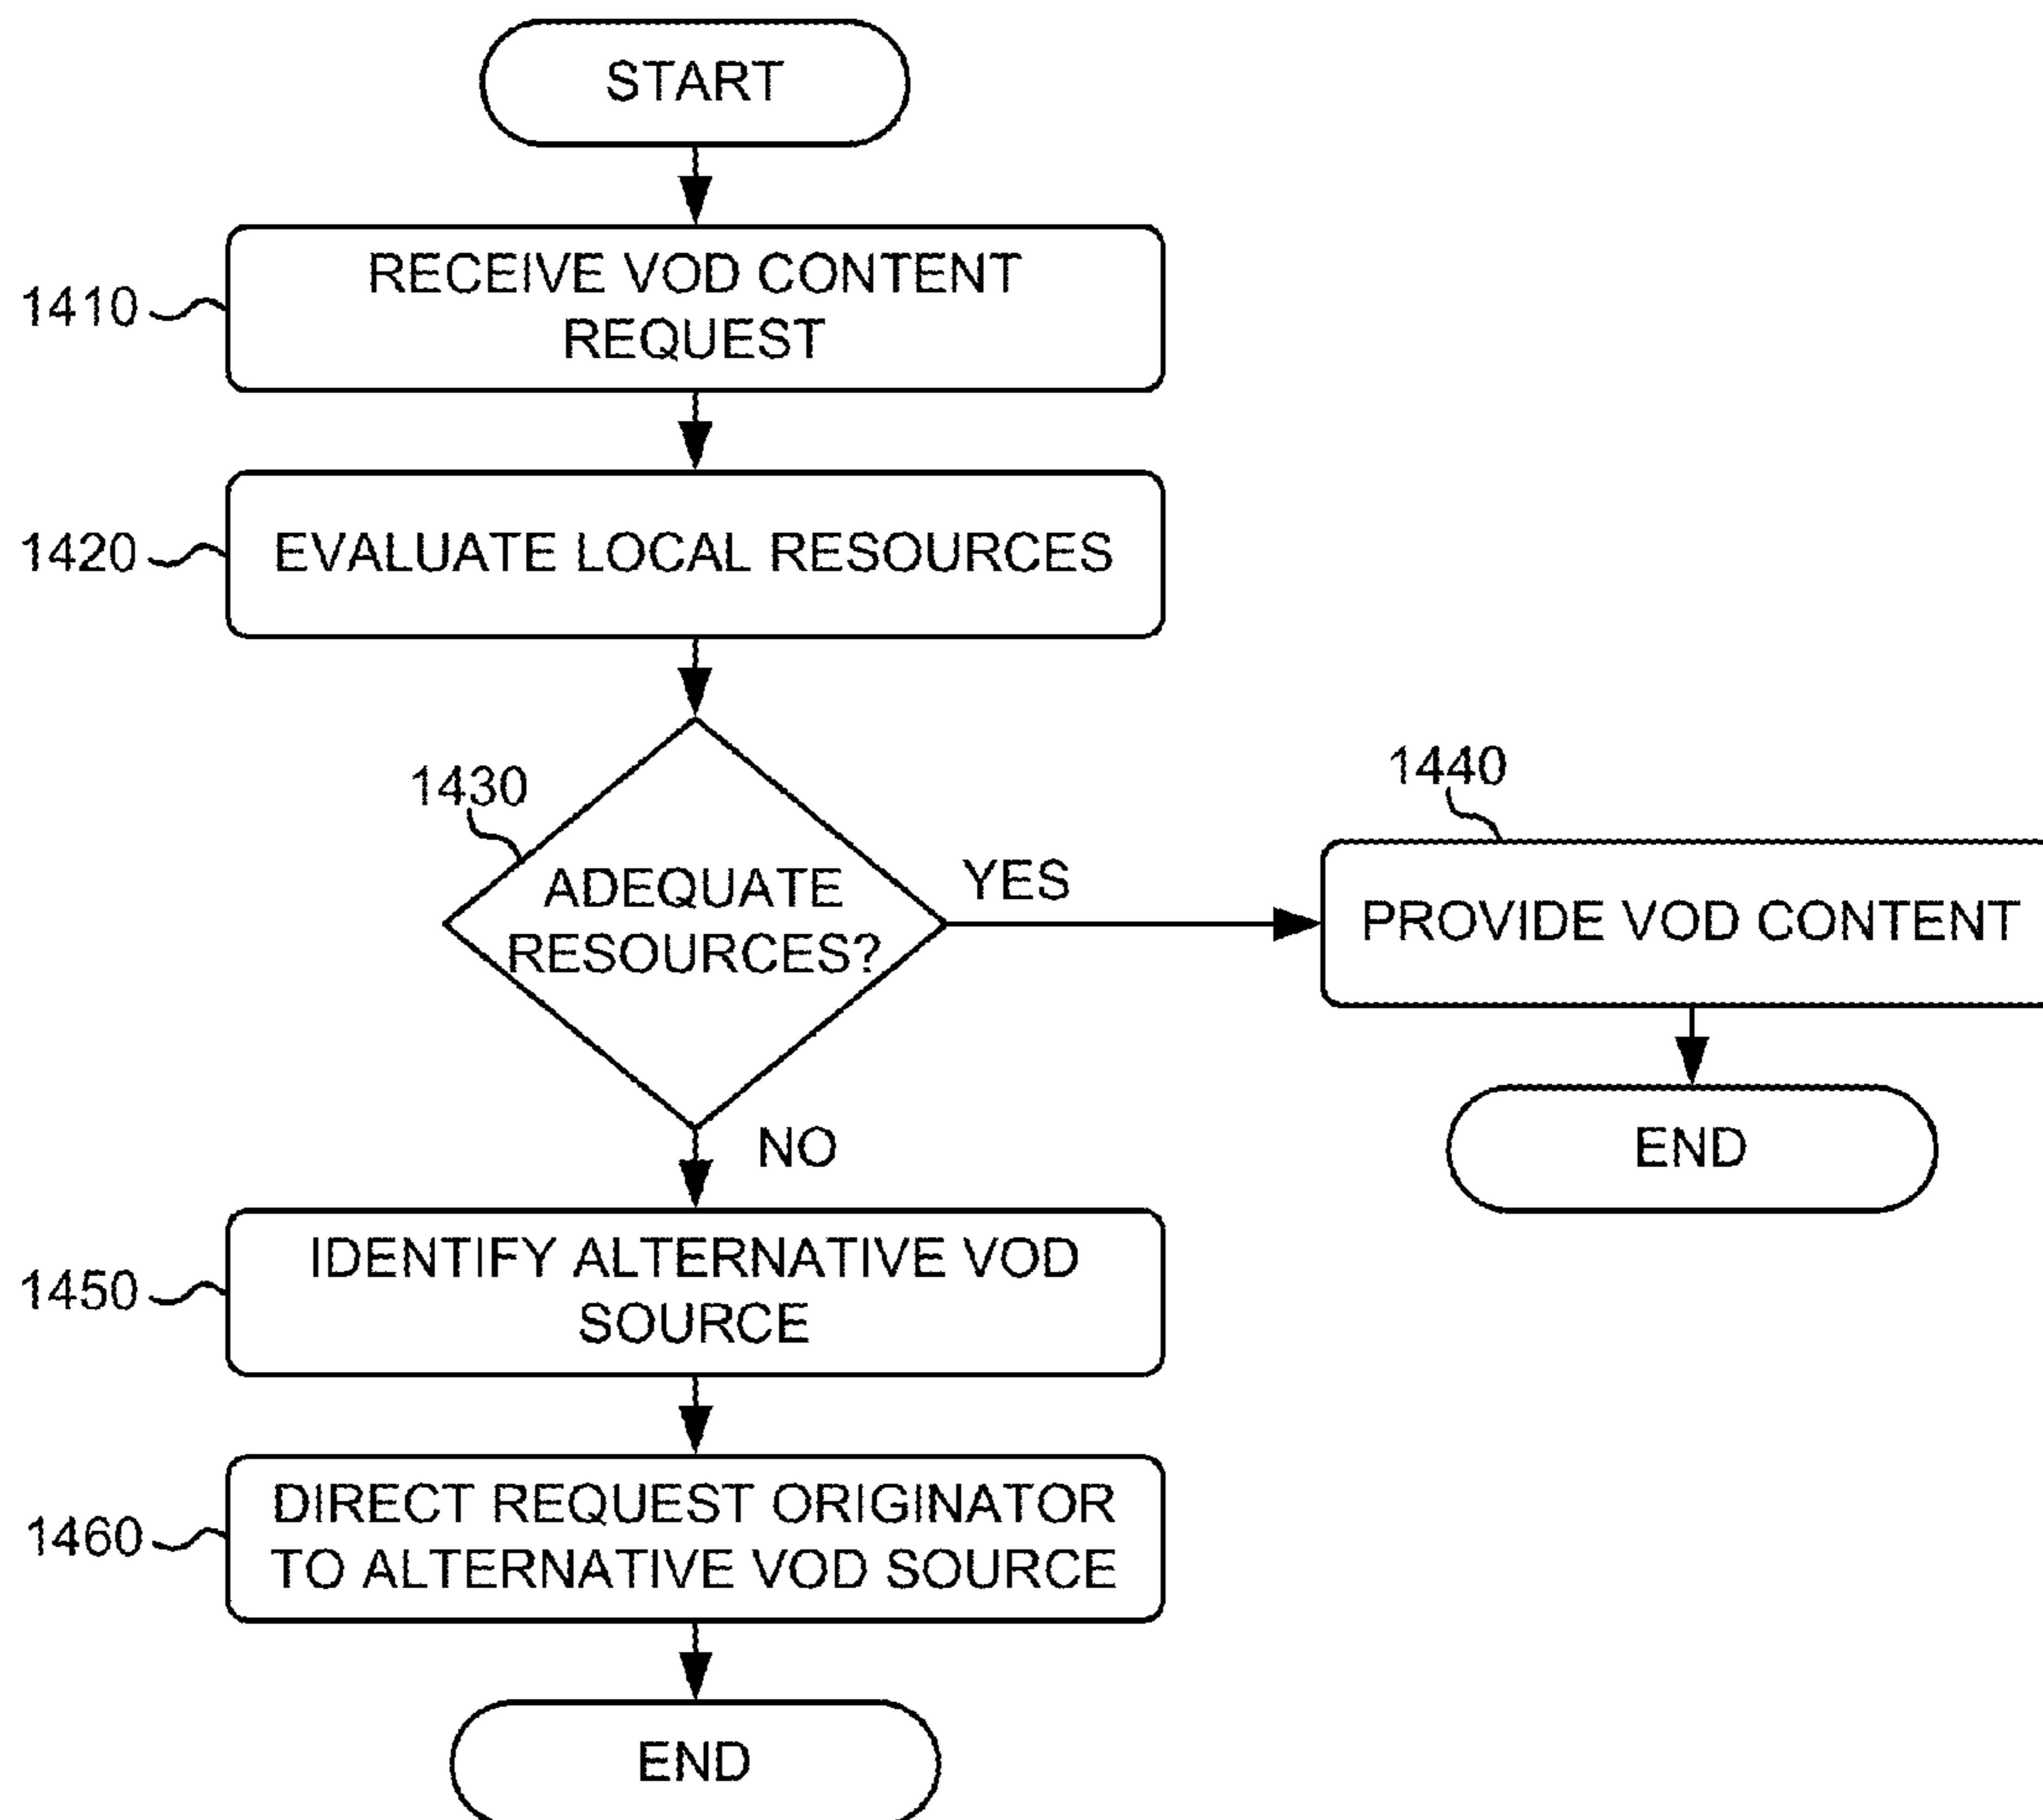 START
RECEIVE VOD CONTENT
REQUEST
1410
EVALUATE LOCAL RESOURCES
1420
1430
ADEQUATE
RESOURCES?
YES
1440
PROVIDE VOD CONTENT
END
NO
IDENTIFY ALTERNATIVE VOD
SOURCE
1450
DIRECT REQUEST ORIGINATOR
TO ALTERNATIVE VOD SOURCE
1460
END